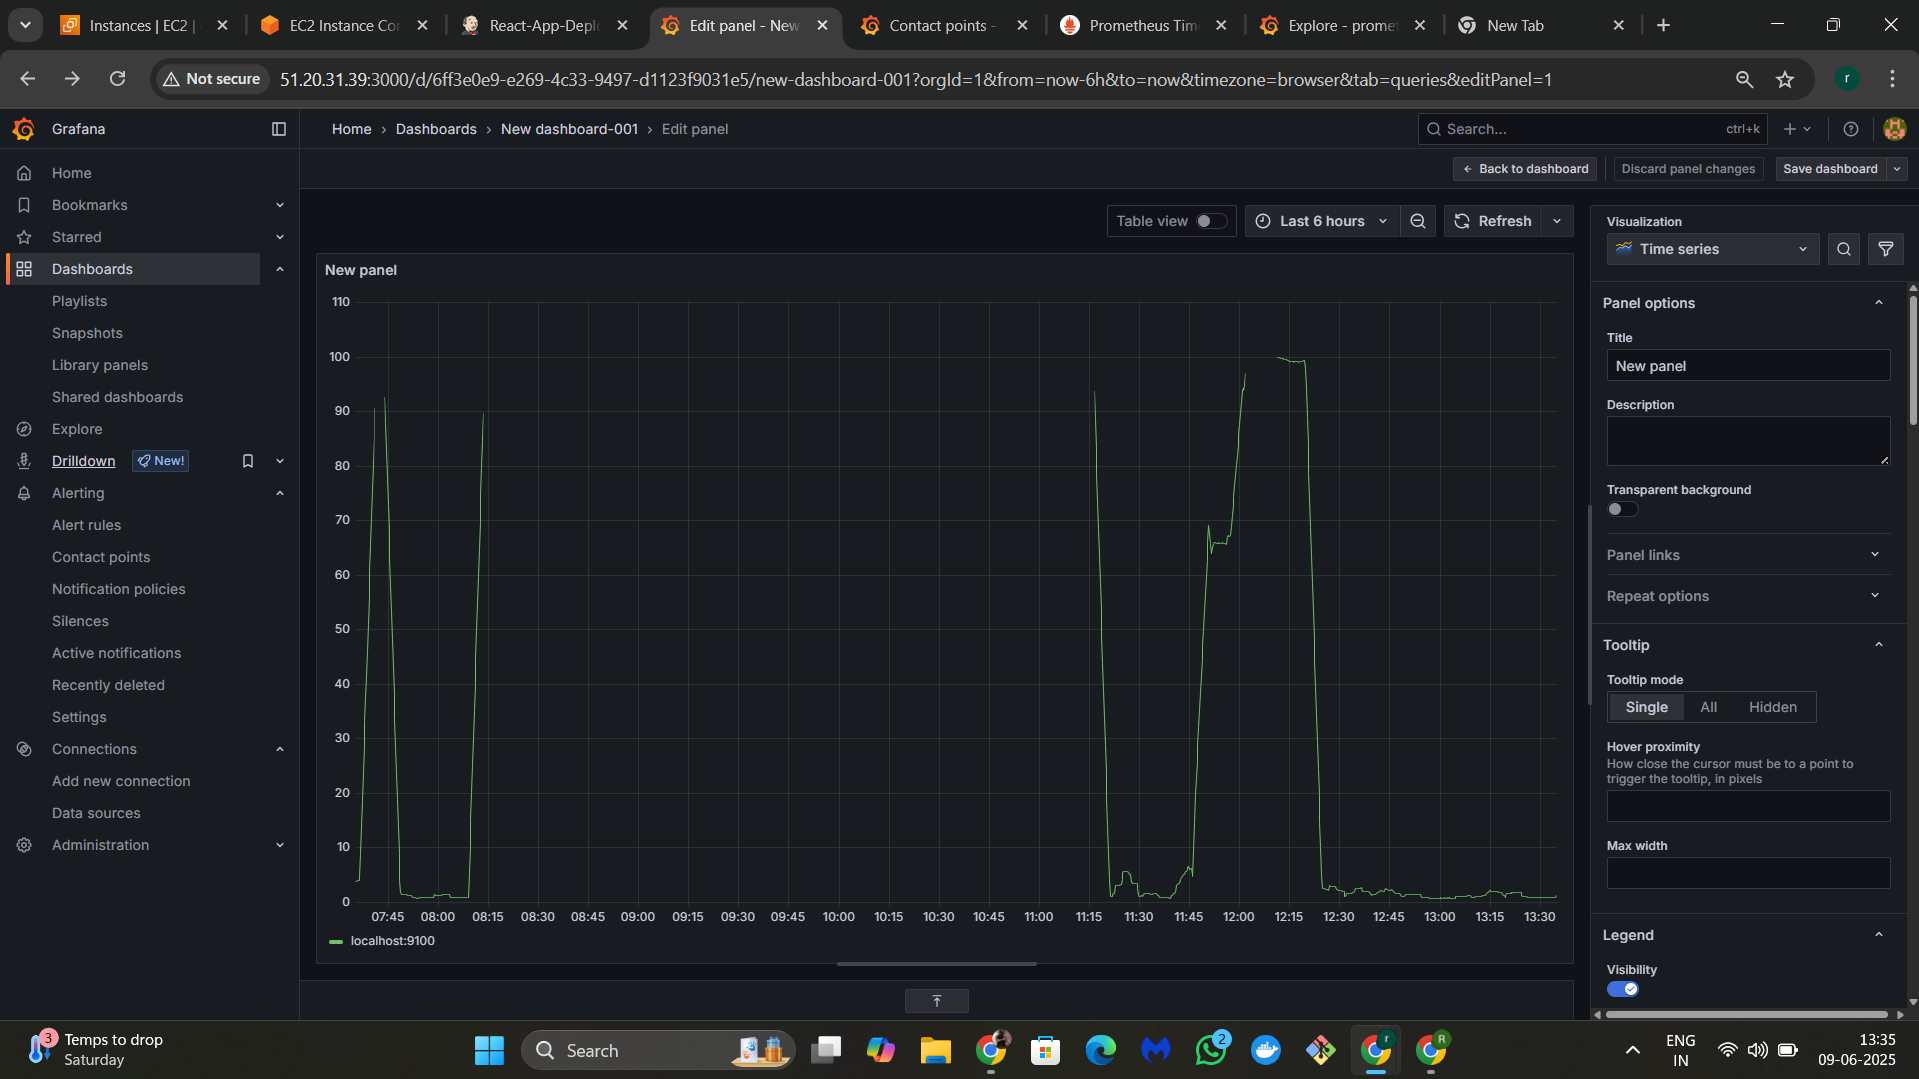 Instances | EC2 |
EC2 Instance Cor
React-App-Deplo
Edit panel - New
Contact points -
Prometheus Tim
Explore - promet
New Tab
Not secure
51.20.31.39:3000/d/6ff3e0e9-e269-4c33-9497-d1123f9031e5/new-dashboard-001?orgId=1&from=now-6h&to=now&timezone=browser&tab=queries&editPanel=1
r
Grafana
Home › Dashboards › New dashboard-001 › Edit panel
Search...
ctrl+k
Back to dashboard
Discard panel changes
Save dashboard
Home
Bookmarks
Starred
Dashboards
Playlists
Snapshots
Library panels
Shared dashboards
Explore
Drilldown
New!
Alerting
Alert rules
Contact points
Notification policies
Silences
Active notifications
Recently deleted
Settings
Connections
Add new connection
Data sources
Administration
Table view
Last 6 hours
Refresh
New panel
110
100
90
80
70
60
50
40
30
20
10
0
07:45 08:00 08:15 08:30 08:45 09:00 09:15 09:30 09:45 10:00 10:15 10:30 10:45 11:00 11:15 11:30 11:45 12:00 12:15 12:30 12:45 13:00 13:15 13:30
localhost:9100
Visualization
Time series
Panel options
Title
New panel
Description
Transparent background
Panel links
Repeat options
Tooltip
Tooltip mode
Single All Hidden
Hover proximity
How close the cursor must be to a point to
trigger the tooltip, in pixels
Max width
Legend
Visibility
3
Temps to drop
Saturday
Search
2
r
R
ENG
IN
13:35
09-06-2025